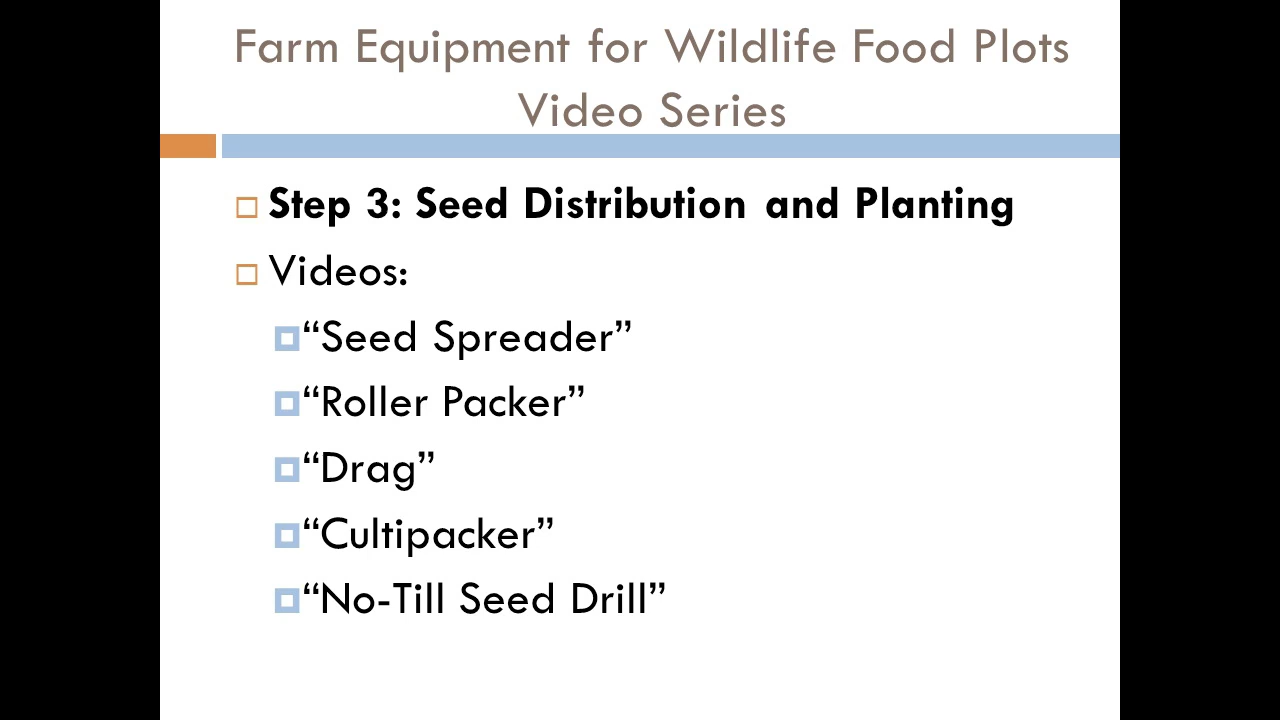 Farm Equipment for Wildlife Food Plots
Video Series
Step 3: Seed Distribution and Planting
Videos:
“Seed Spreader”
“Roller Packer”
“Drag”
“Cultipacker”
“No-Till Seed Drill”